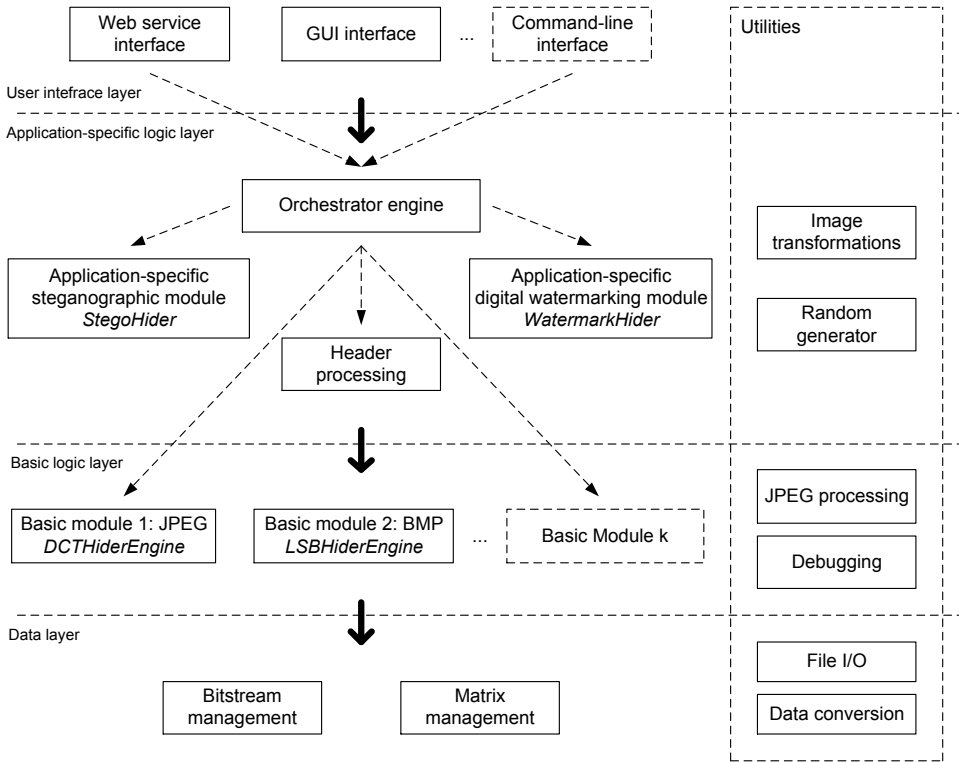 Web service
interface
GUI interface
...
Command-line
interface
Utilities
User intefrace layer
Application-specific logic layer
Orchestrator engine
Image
transformations
Application-specific
steganographic module
StegoHider
Application-specific
digital watermarking module
WatermarkHider
Random
generator
Header
processing
Basic logic layer
JPEG processing
Basic module 1: JPEG
DCTHiderEngine
Basic module 2: BMP
LSBHiderEngine
...
Basic Module k
Debugging
Data layer
File I/O
Bitstream
management
Matrix
management
Data conversion